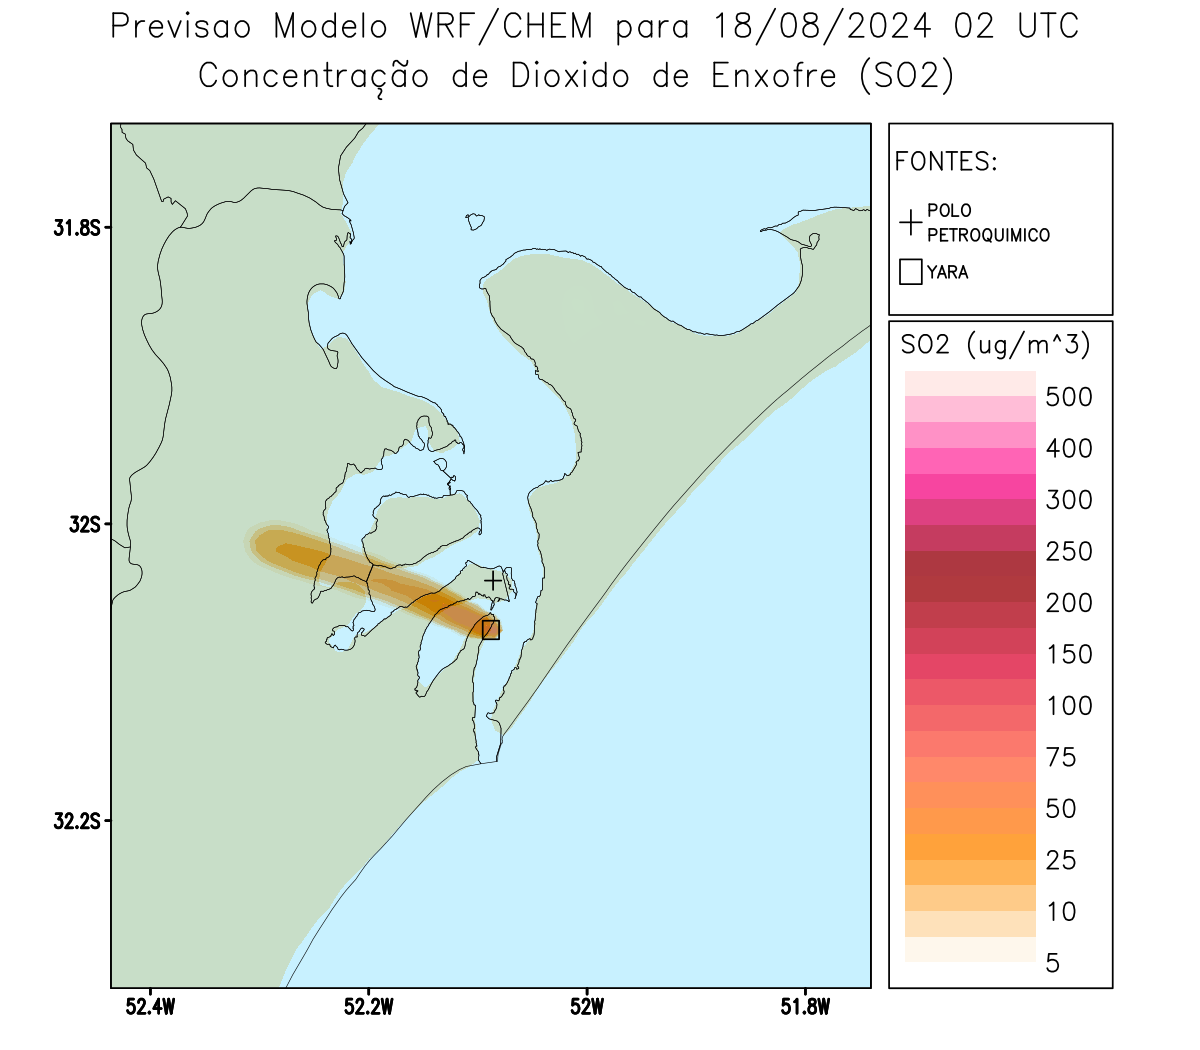 Previsao Modelo WRF/CHEM para 18/08/2024 02 UTC
Concentração de Dioxido de Enxofre (SO2)
FONTES:
POLO
PETROQUIMICO
YARA
SO2 (ug/m^3)
500
400
300
250
200
150
100
75
50
25
10
5
31.8S
32S
32.2S
52.4W
52.2W
52W
51.8W